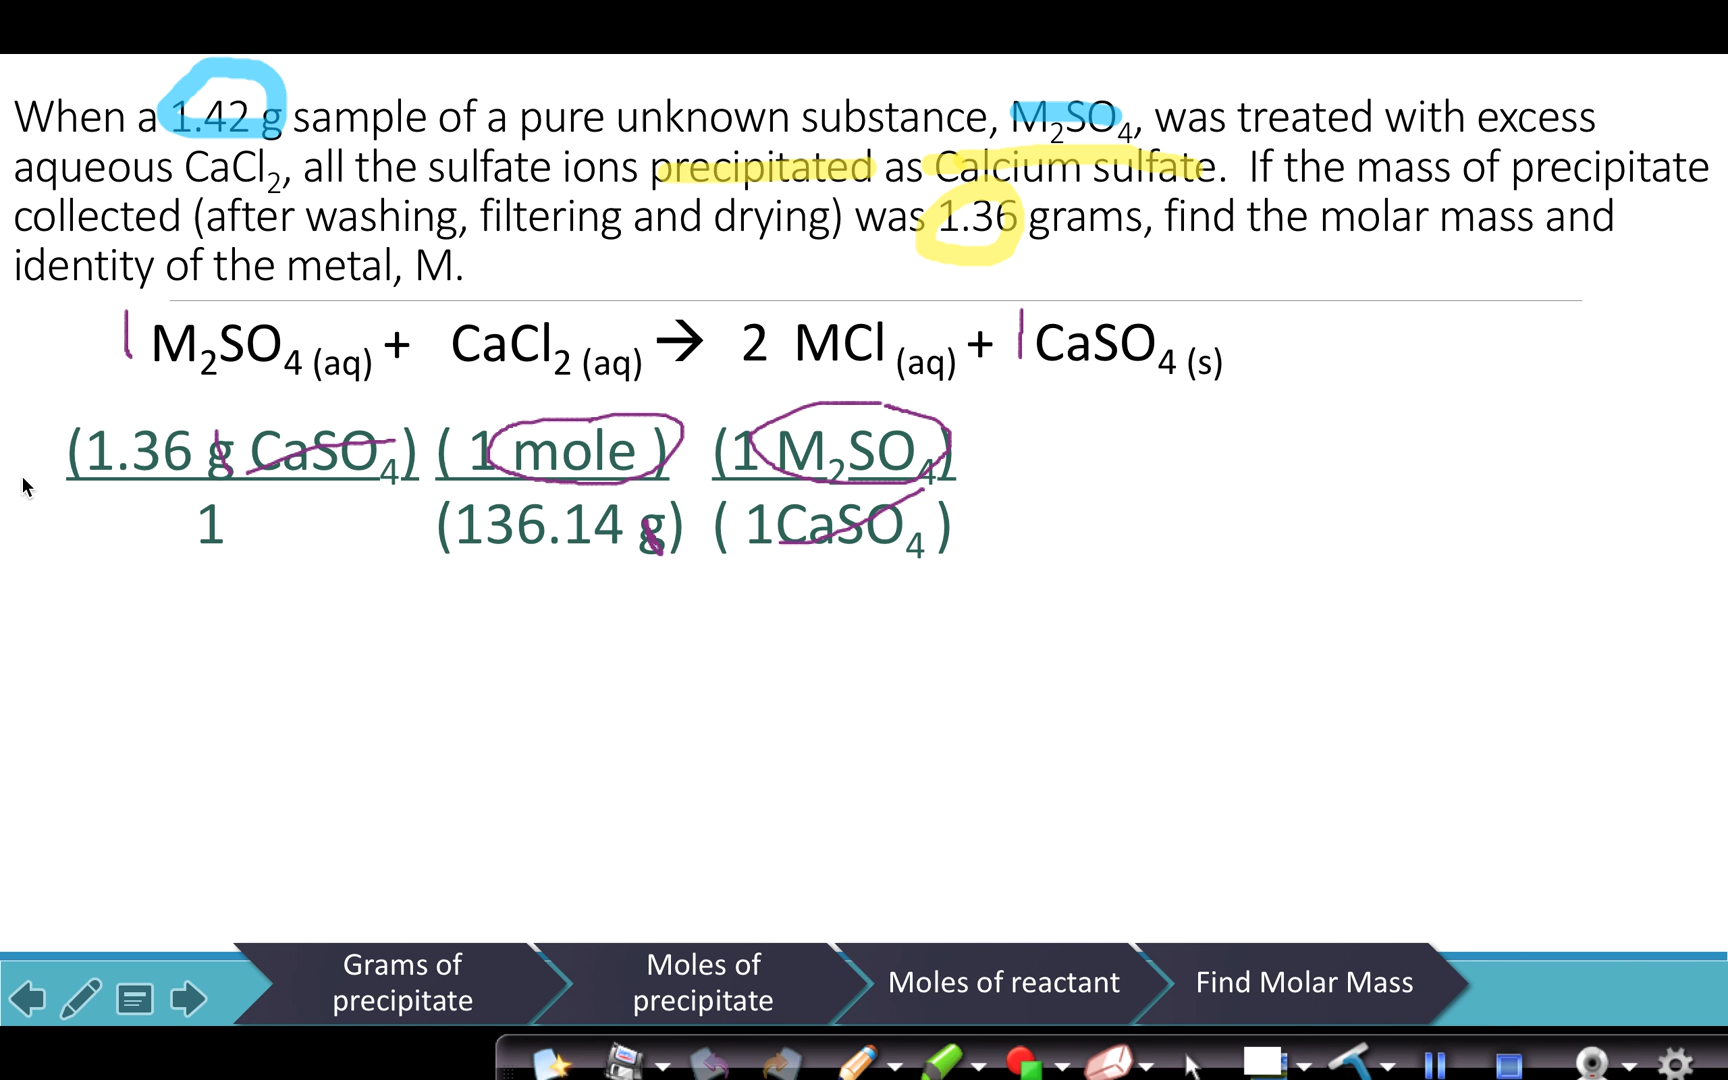 When a 1.42 g sample of a pure unknown substance, M₂SO₄, was treated with excess
aqueous CaCl₂, all the sulfate ions precipitated as Calcium sulfate. If the mass of precipitate
collected (after washing, filtering and drying) was 1.36 grams, find the molar mass and
identity of the metal, M.
1 M₂SO₄ (aq) + CaCl₂ (aq) → 2 MCl (aq) + 1 CaSO₄ (s)
(1.36 g CaSO₄) ( 1 mole ) (1 M₂SO₄)
1 (136.14 g) ( 1CaSO₄ )
Grams of
precipitate
Moles of
precipitate
Moles of reactant
Find Molar Mass